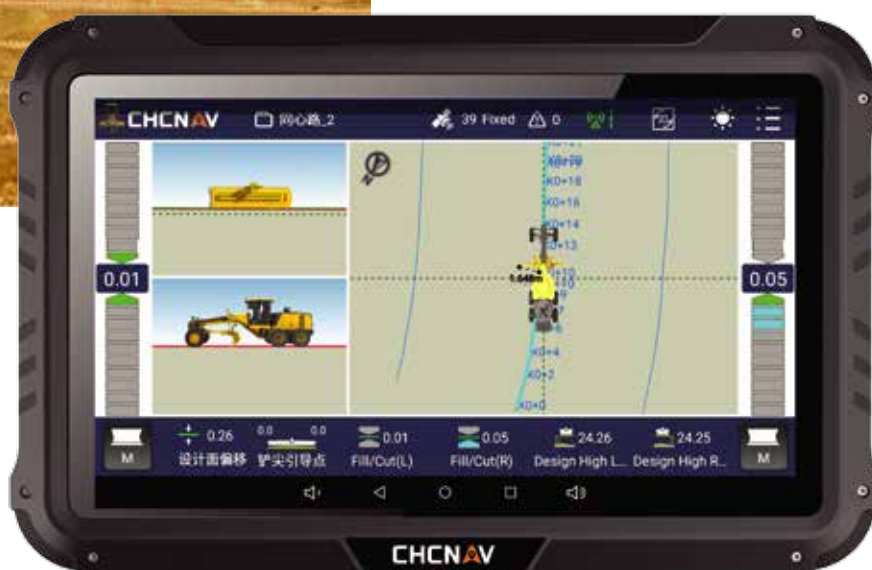 CHCNAV
同心路_2
39 Fixed
0
K0+18
K0+16
K0+14
K0+13
0.01
1.648m
0.05
K0+4
K0+2
K0+0
M
0.26
设计面偏移
0.0 0.0
铲尖引导点
0.01
Fill/Cut(L)
0.05
Fill/Cut(R)
24.26
Design High L...
24.25
Design High R...
M
CHCNAV